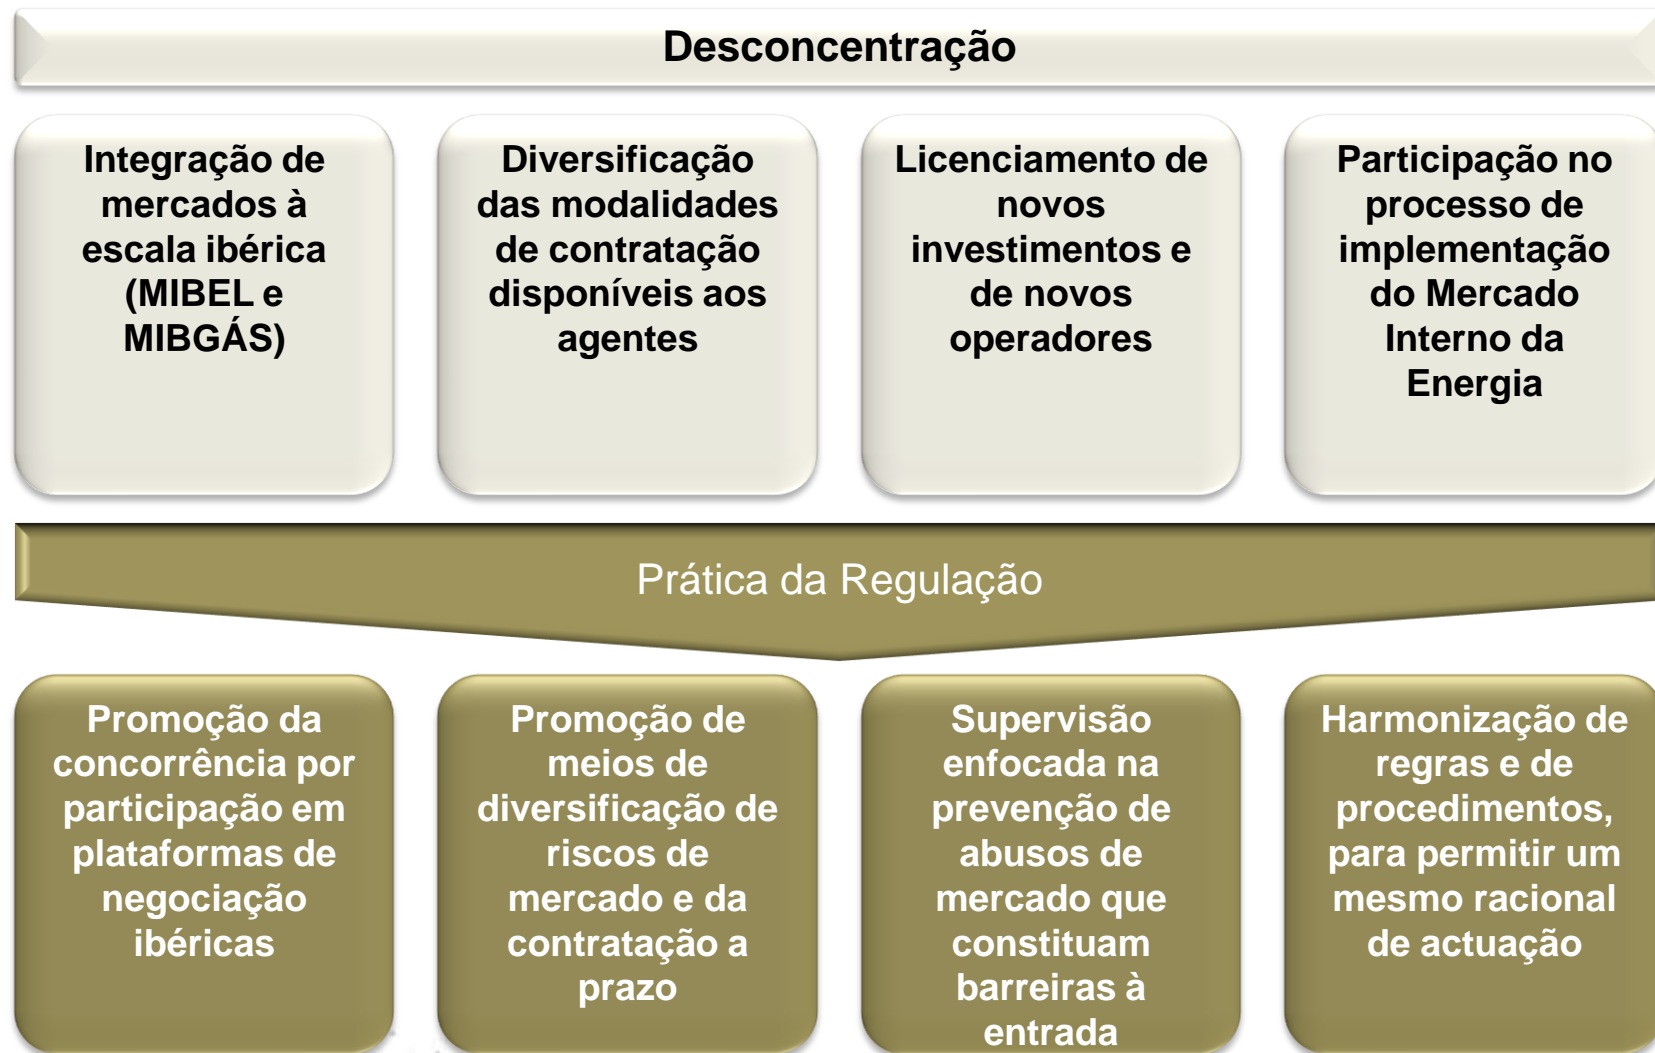 Desconcentração
Integração de
mercados à
escala ibérica
(MIBEL e
MIBGÁS)
Diversificação
das modalidades
de contratação
disponíveis aos
agentes
Licenciamento de
novos
investimentos e
de novos
operadores
Participação no
processo de
implementação
do Mercado
Interno da
Energia
Prática da Regulação
Promoção da
concorrência por
participação em
plataformas de
negociação
ibéricas
Promoção de
meios de
diversificação de
riscos de
mercado e da
contratação a
prazo
Supervisão
enfocada na
prevenção de
abusos de
mercado que
constituam
barreiras à
entrada
Harmonização de
regras e de
procedimentos,
para permitir um
mesmo racional
de actuação